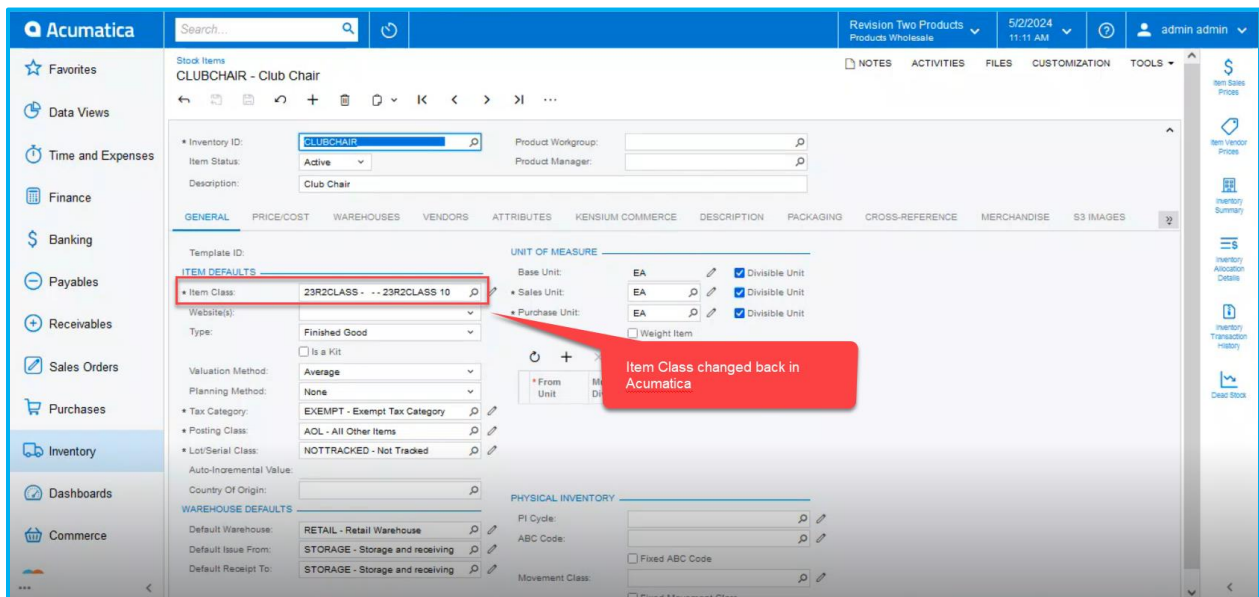 Acumatica
Search...
Revision Two Products
Products Wholesale
5/2/2024
11:11 AM
admin admin
Favorites
Data Views
Time and Expenses
Finance
Banking
Payables
Receivables
Sales Orders
Purchases
Inventory
Dashboards
Commerce
Stock Items
CLUBCHAIR - Club Chair
NOTES ACTIVITIES FILES CUSTOMIZATION TOOLS
* Inventory ID: CLUBCHAIR
Product Workgroup:
Item Status: Active
Product Manager:
Description: Club Chair
GENERAL PRICE/COST WAREHOUSES VENDORS ATTRIBUTES KENSIUM COMMERCE DESCRIPTION PACKAGING CROSS-REFERENCE MERCHANDISE S3 IMAGES
Template ID:
ITEM DEFAULTS
* Item Class: 23R2CLASS - - - 23R2CLASS 10
Website(s):
Type: Finished Good
Is a Kit
Valuation Method: Average
Planning Method: None
* Tax Category: EXEMPT - Exempt Tax Category
* Posting Class: AOL - All Other Items
* Lot/Serial Class: NOTTRACKED - Not Tracked
Auto-Incremental Value:
Country Of Origin:
WAREHOUSE DEFAULTS
Default Warehouse: RETAIL - Retail Warehouse
Default Issue From: STORAGE - Storage and receiving
Default Receipt To: STORAGE - Storage and receiving
UNIT OF MEASURE
Base Unit: EA Divisible Unit
* Sales Unit: EA Divisible Unit
* Purchase Unit: EA Divisible Unit
Weight Item
* From
Unit
Item Class changed back in
Acumatica
PHYSICAL INVENTORY
PI Cycle:
ABC Code:
Fixed ABC Code
Movement Class:
Item Sales
Prices
Item Vendor
Prices
Inventory
Summary
Inventory
Allocation
Details
Inventory
Transaction
History
Dead Stock